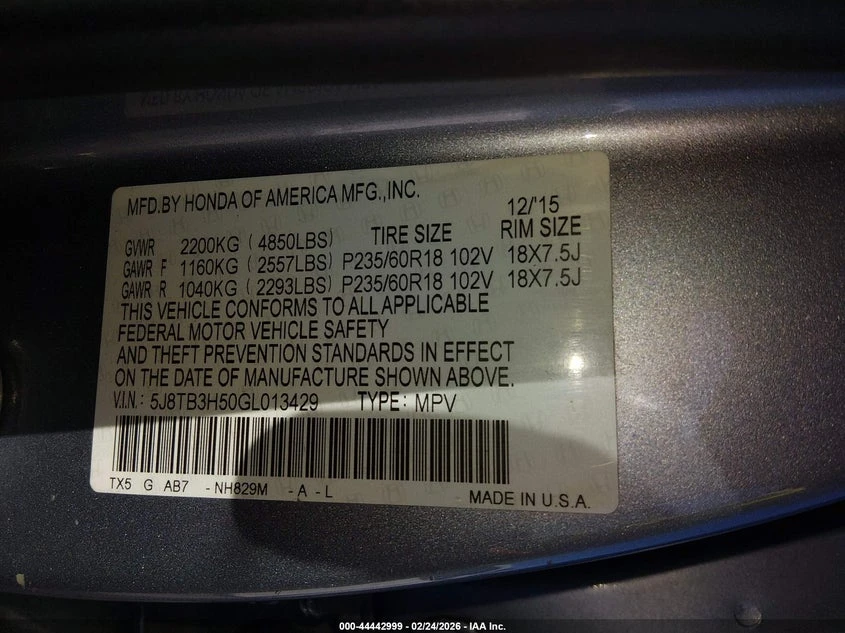 MFD.BY HONDA OF AMERICA MFG.,INC.
12/'15
GVWR 2200KG ( 4850LBS) TIRE SIZE RIM SIZE
GAWR F 1160KG ( 2557LBS) P235/60R18 102V 18X7.5J
GAWR R 1040KG ( 2293LBS) P235/60R18 102V 18X7.5J
THIS VEHICLE CONFORMS TO ALL APPLICABLE
FEDERAL MOTOR VEHICLE SAFETY
AND THEFT PREVENTION STANDARDS IN EFFECT
ON THE DATE OF MANUFACTURE SHOWN ABOVE.
V.I.N.: 5J8TB3H50GL013429 TYPE: MPV
TX5 G AB7 - NH829M - A - L - MADE IN U.S.A.
000-44442999 - 02/24/2026 - IAA Inc.